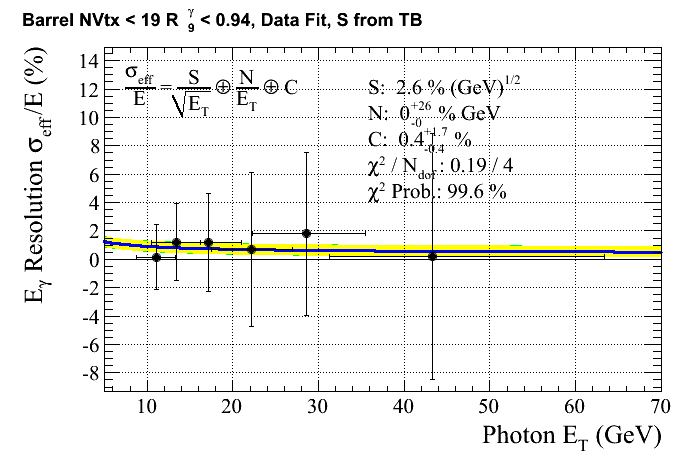 Barrel NVtx < 19 R γ 9 < 0.94, Data Fit, S from TB
Eγ Resolution σeff/E (%)
σeff/E = S/√ET ⊕ N/ET ⊕ C
S: 2.6 % (GeV)^1/2
N: 0 +26 -0 % GeV
C: 0.4 +1.7 -0.4 %
χ² / Ndof : 0.19 / 4
χ² Prob.: 99.6 %
14
12
10
8
6
4
2
0
-2
-4
-6
-8
10 20 30 40 50 60 70
Photon ET (GeV)